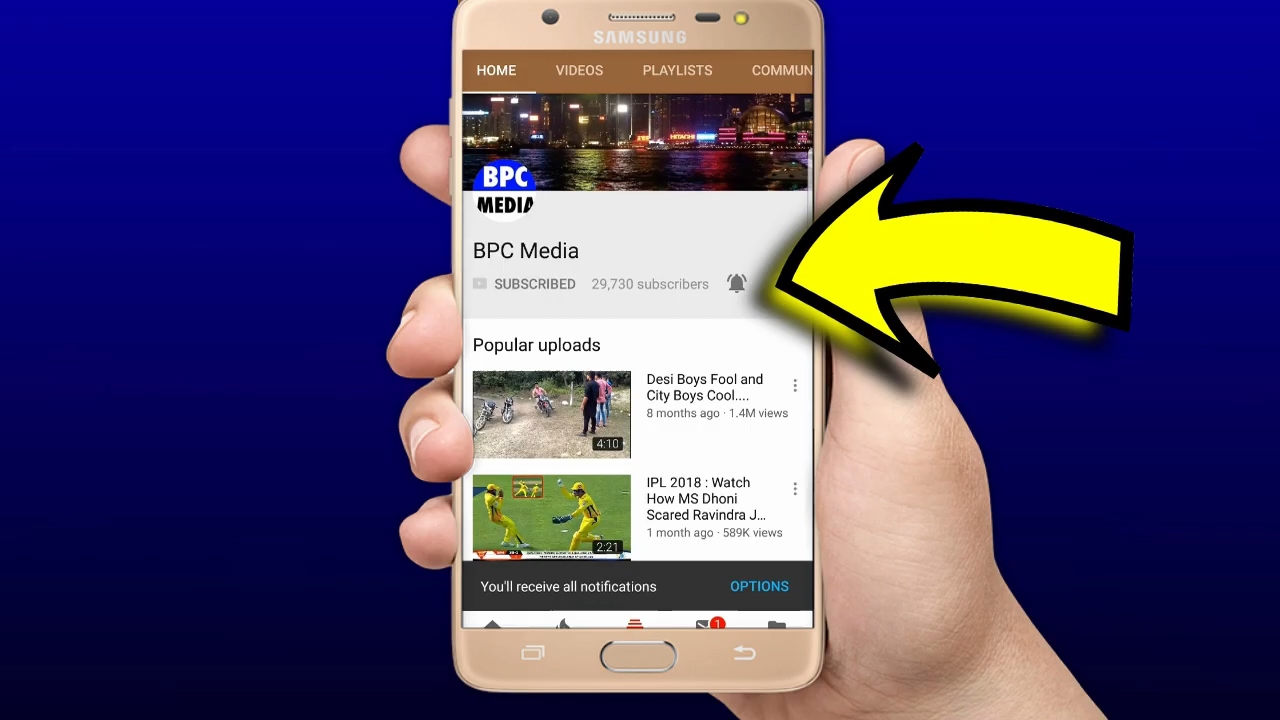 SAMSUNG
HOME VIDEOS PLAYLISTS COMMUN
HITACHI
BPC
MEDIA
BPC Media
SUBSCRIBED 29,730 subscribers
Popular uploads
Desi Boys Fool and
City Boys Cool....
8 months ago · 1.4M views
4:10
IPL 2018 : Watch
How MS Dhoni
Scared Ravindra J...
1 month ago · 589K views
2:21
You'll receive all notifications OPTIONS
1